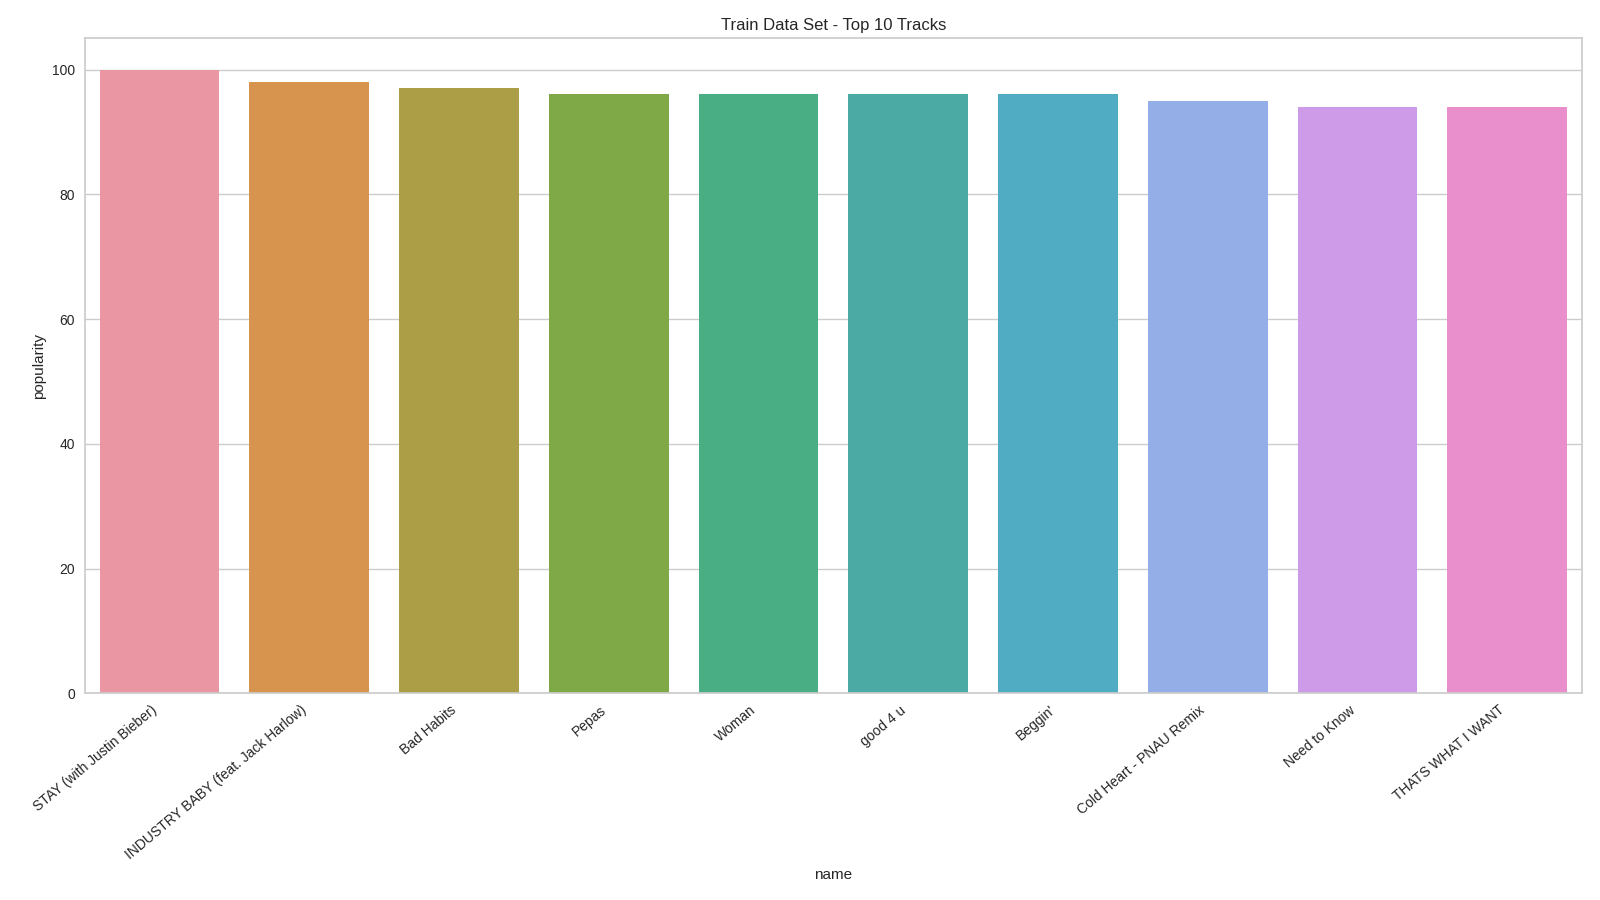 Train Data Set - Top 10 Tracks
100
80
60
40
20
0
popularity
STAY (with Justin Bieber)
INDUSTRY BABY (feat. Jack Harlow)
Bad Habits
Pepas
Woman
good 4 u
Beggin'
Cold Heart - PNAU Remix
Need to Know
THATS WHAT I WANT
name